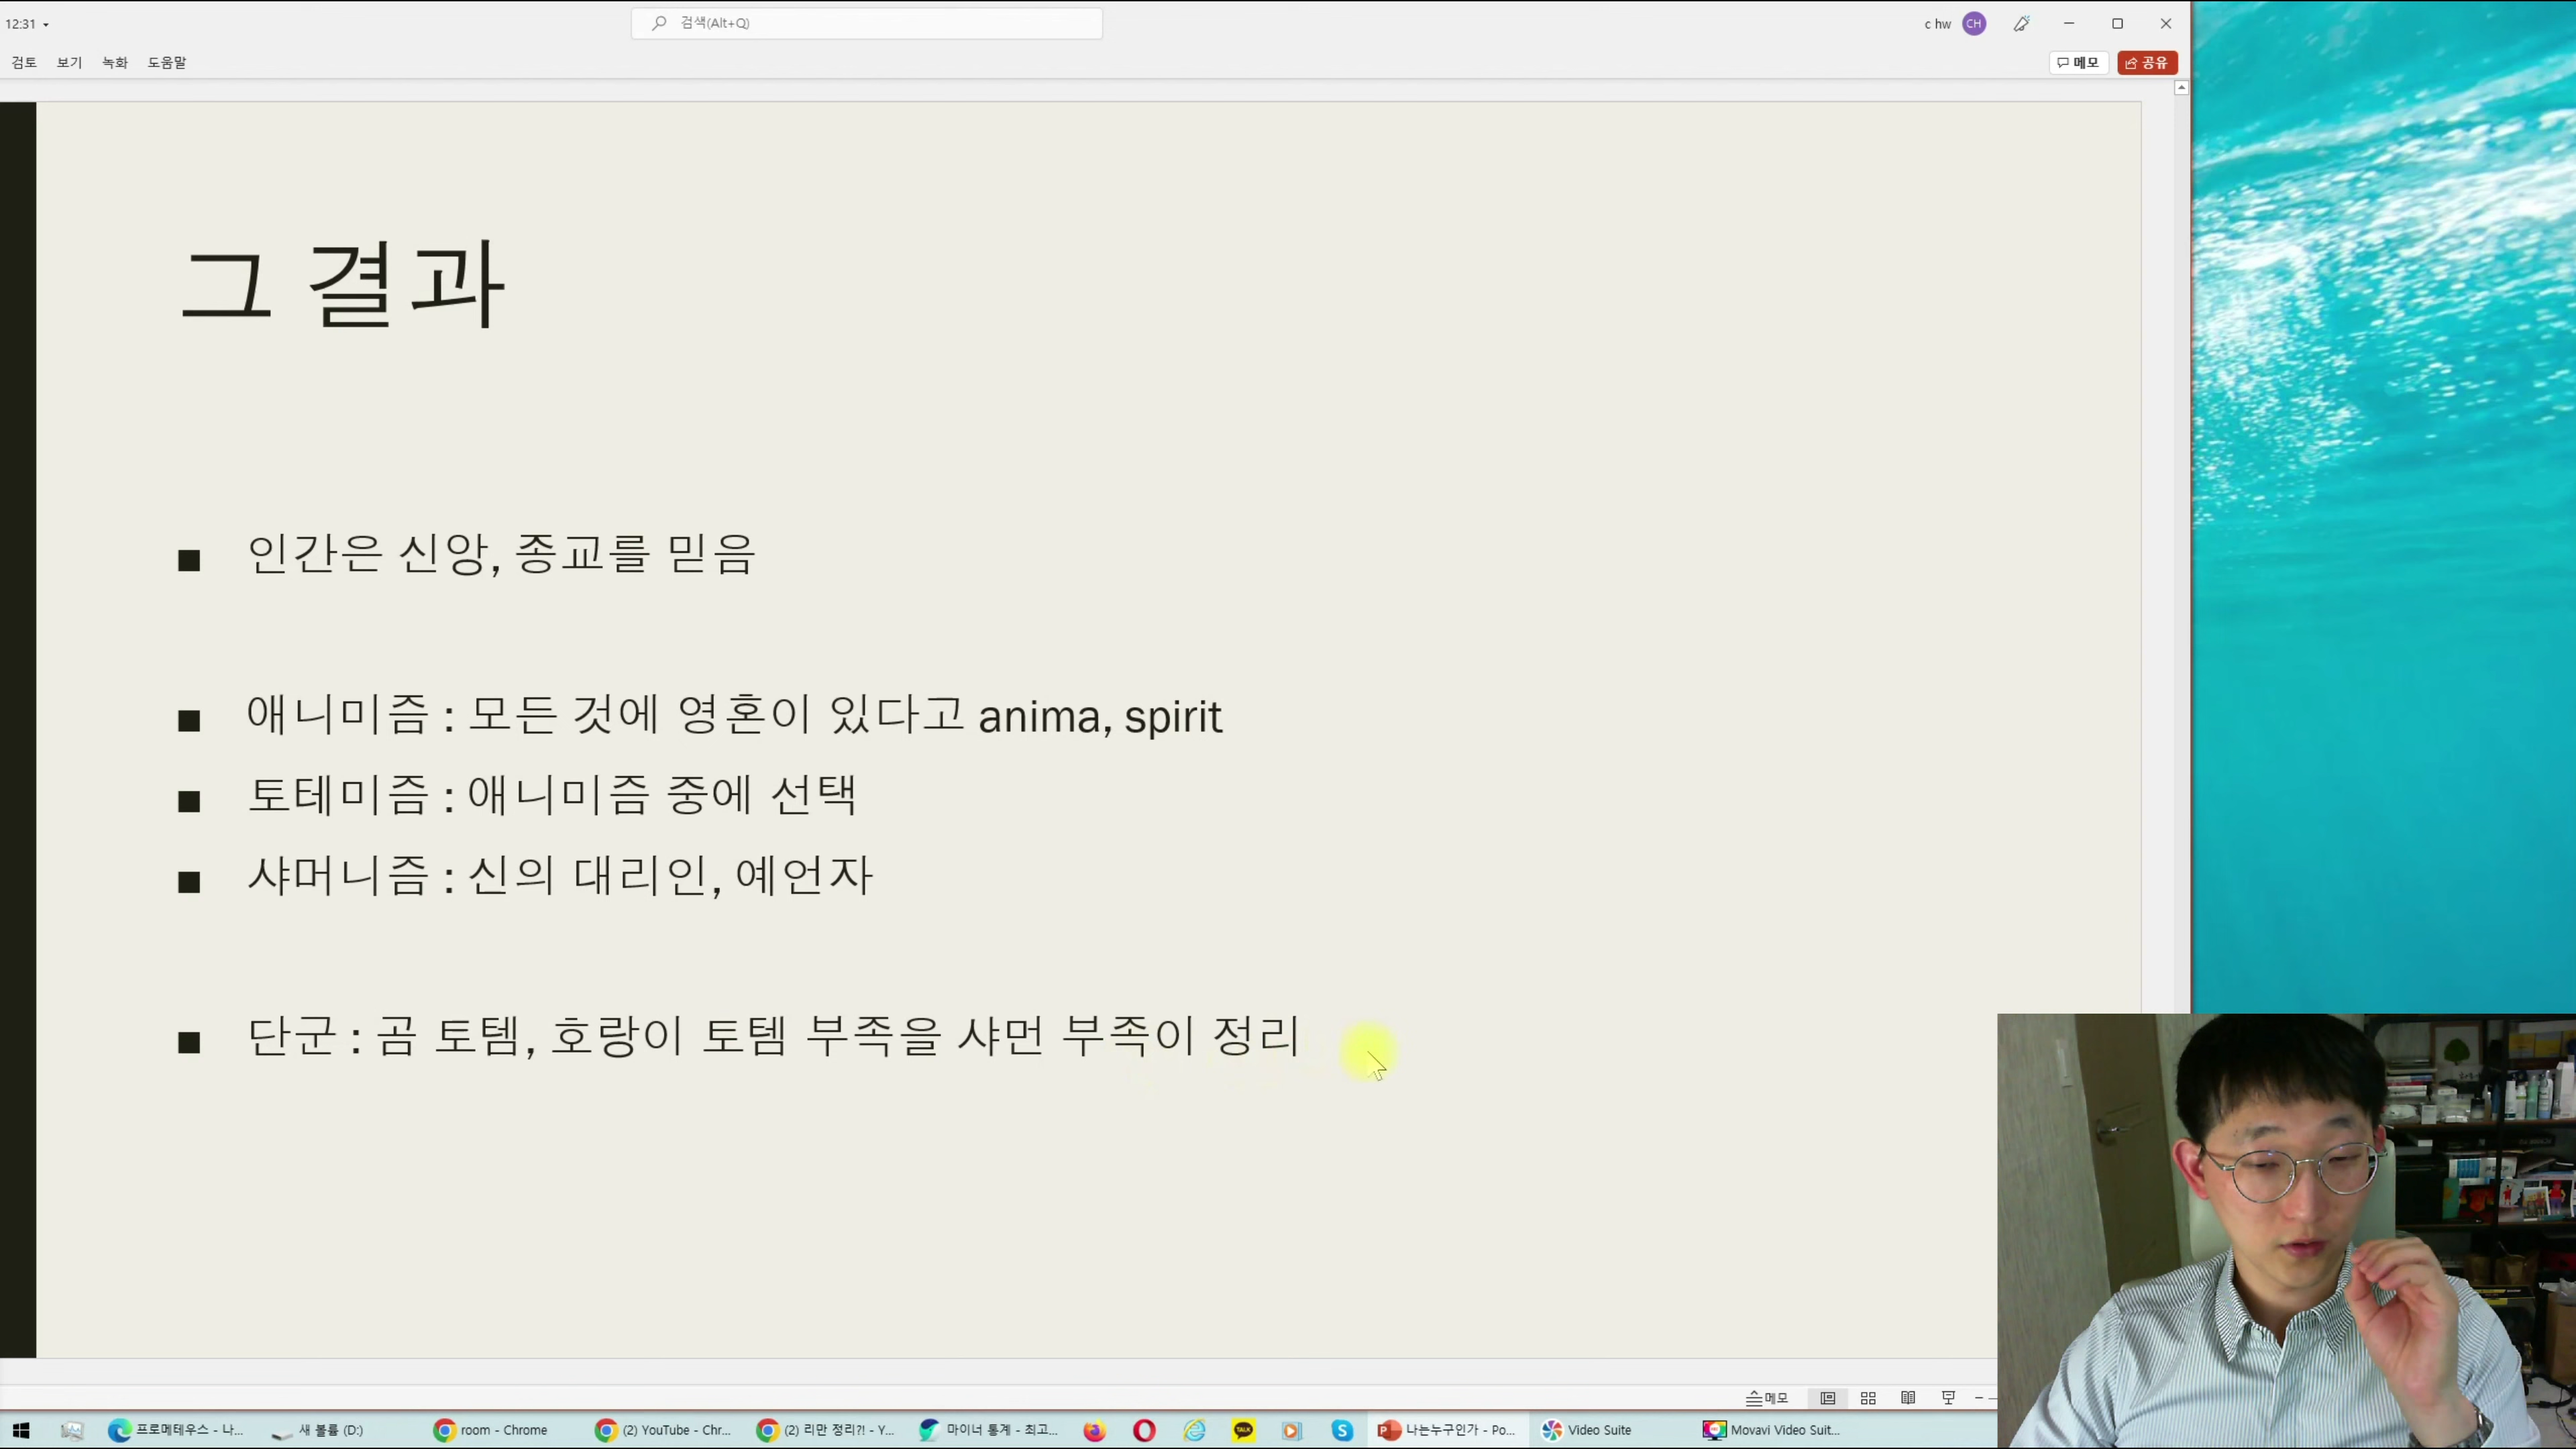 12:31
검색(Alt+Q)
c hw CH
검토 보기 녹화 도움말
메모 공유
그 결과
■ 인간은 신앙, 종교를 믿음
■ 애니미즘 : 모든 것에 영혼이 있다고 anima, spirit
■ 토테미즘 : 애니미즘 중에 선택
■ 샤머니즘 : 신의 대리인, 예언자
■ 단군 : 곰 토템, 호랑이 토템 부족을 샤먼 부족이 정리
메모
프로메테우스 - 나... 새 볼륨 (D:) room - Chrome (2) YouTube - Chr... (2) 리만 정리?! - Y... 마이너 통계 - 최고... TALK 나는누구인가 - Po... Video Suite Movavi Video Suit...